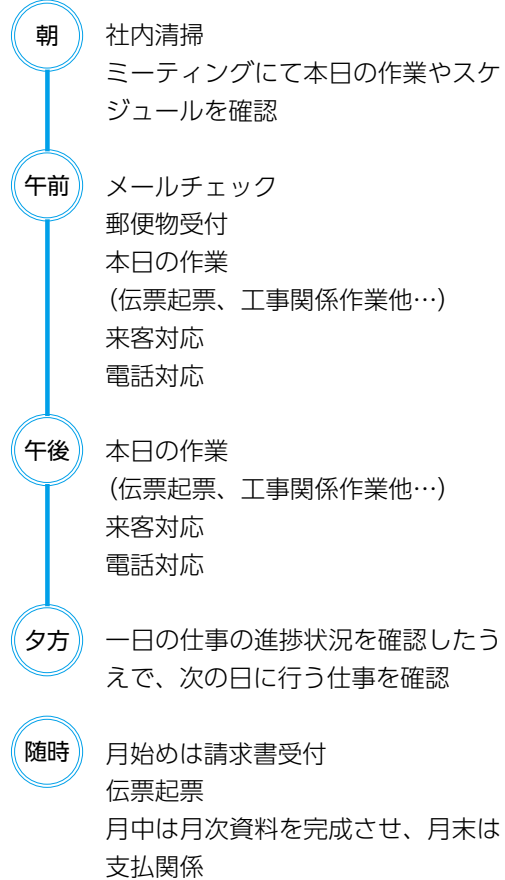 朝
社内清掃
ミーティングにて本日の作業やスケ
ジュールを確認
午前
メールチェック
郵便物受付
本日の作業
（伝票起票、工事関係作業他…）
来客対応
電話対応
午後
本日の作業
（伝票起票、工事関係作業他…）
来客対応
電話対応
夕方
一日の仕事の進捗状況を確認したう
えで、次の日に行う仕事を確認
随時
月始めは請求書受付
伝票起票
月中は月次資料を完成させ、月末は
支払関係